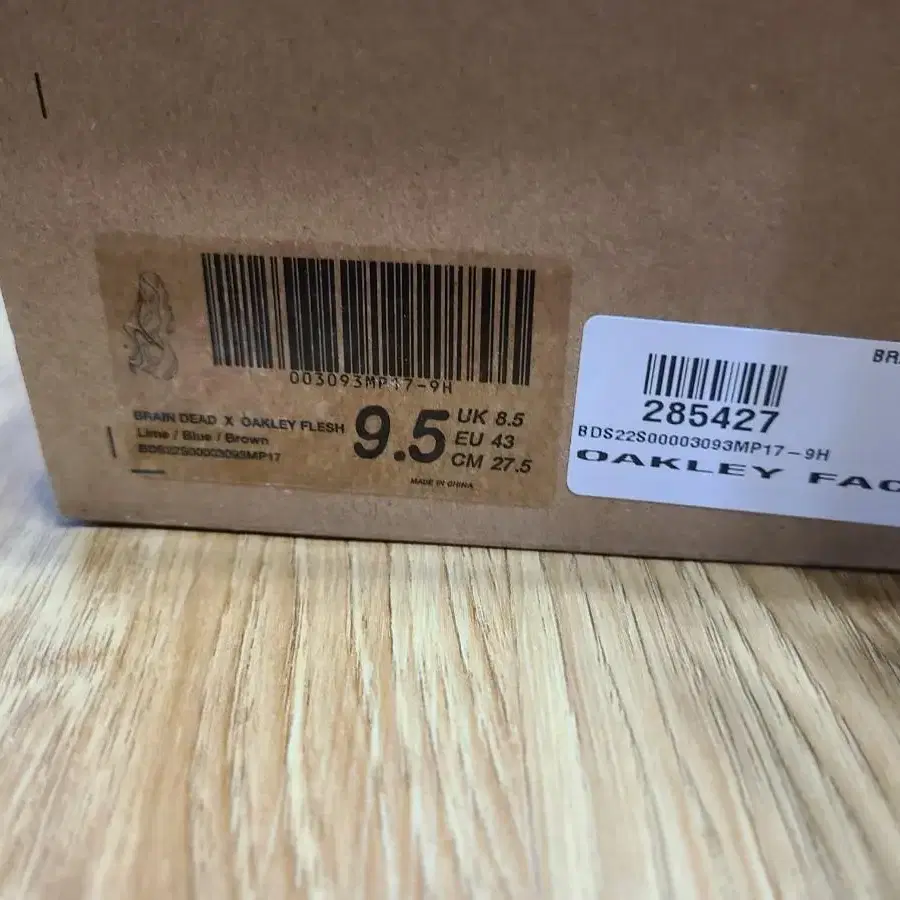 003093MP17-9H
BRAIN DEAD X OAKLEY FLESH
Lime / Blue / Brown
BDS22S00003093MP17
9.5
UK 8.5
EU 43
CM 27.5
MADE IN CHINA
BR
285427
BDS22S00003093MP17-9H
OAKLEY FAC